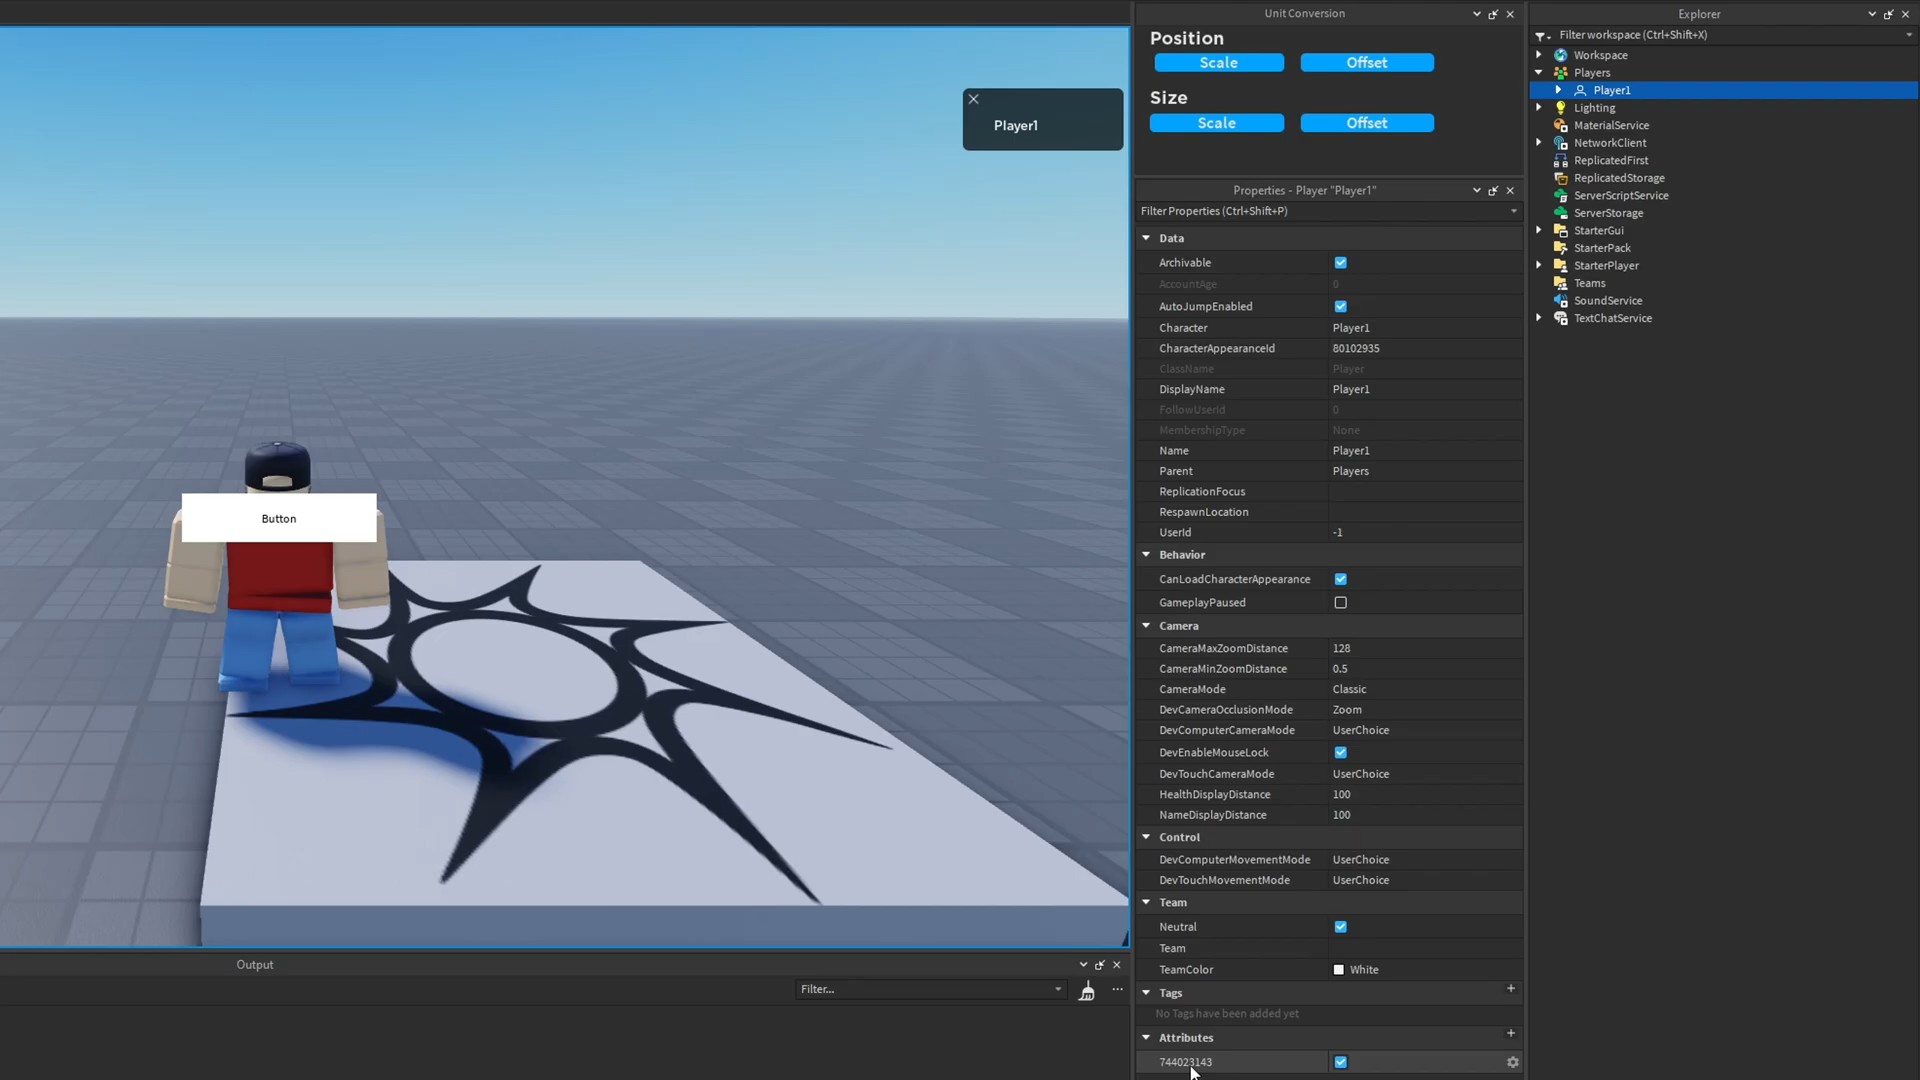 Player1
Button
Output
Filter...
Unit Conversion
Position
Scale Offset
Size
Scale Offset
Properties - Player "Player1"
Filter Properties (Ctrl+Shift+P)
Data
Archivable
AccountAge 0
AutoJumpEnabled
Character Player1
CharacterAppearanceId 80102935
ClassName Player
DisplayName Player1
FollowUserId 0
MembershipType None
Name Player1
Parent Players
ReplicationFocus
RespawnLocation
UserId -1
Behavior
CanLoadCharacterAppearance
GameplayPaused
Camera
CameraMaxZoomDistance 128
CameraMinZoomDistance 0.5
CameraMode Classic
DevCameraOcclusionMode Zoom
DevComputerCameraMode UserChoice
DevEnableMouseLock
DevTouchCameraMode UserChoice
HealthDisplayDistance 100
NameDisplayDistance 100
Control
DevComputerMovementMode UserChoice
DevTouchMovementMode UserChoice
Team
Neutral
Team
TeamColor White
Tags
No Tags have been added yet
Attributes
744023143
Explorer
Filter workspace (Ctrl+Shift+X)
Workspace
Players
Player1
Lighting
MaterialService
NetworkClient
ReplicatedFirst
ReplicatedStorage
ServerScriptService
ServerStorage
StarterGui
StarterPack
StarterPlayer
Teams
SoundService
TextChatService